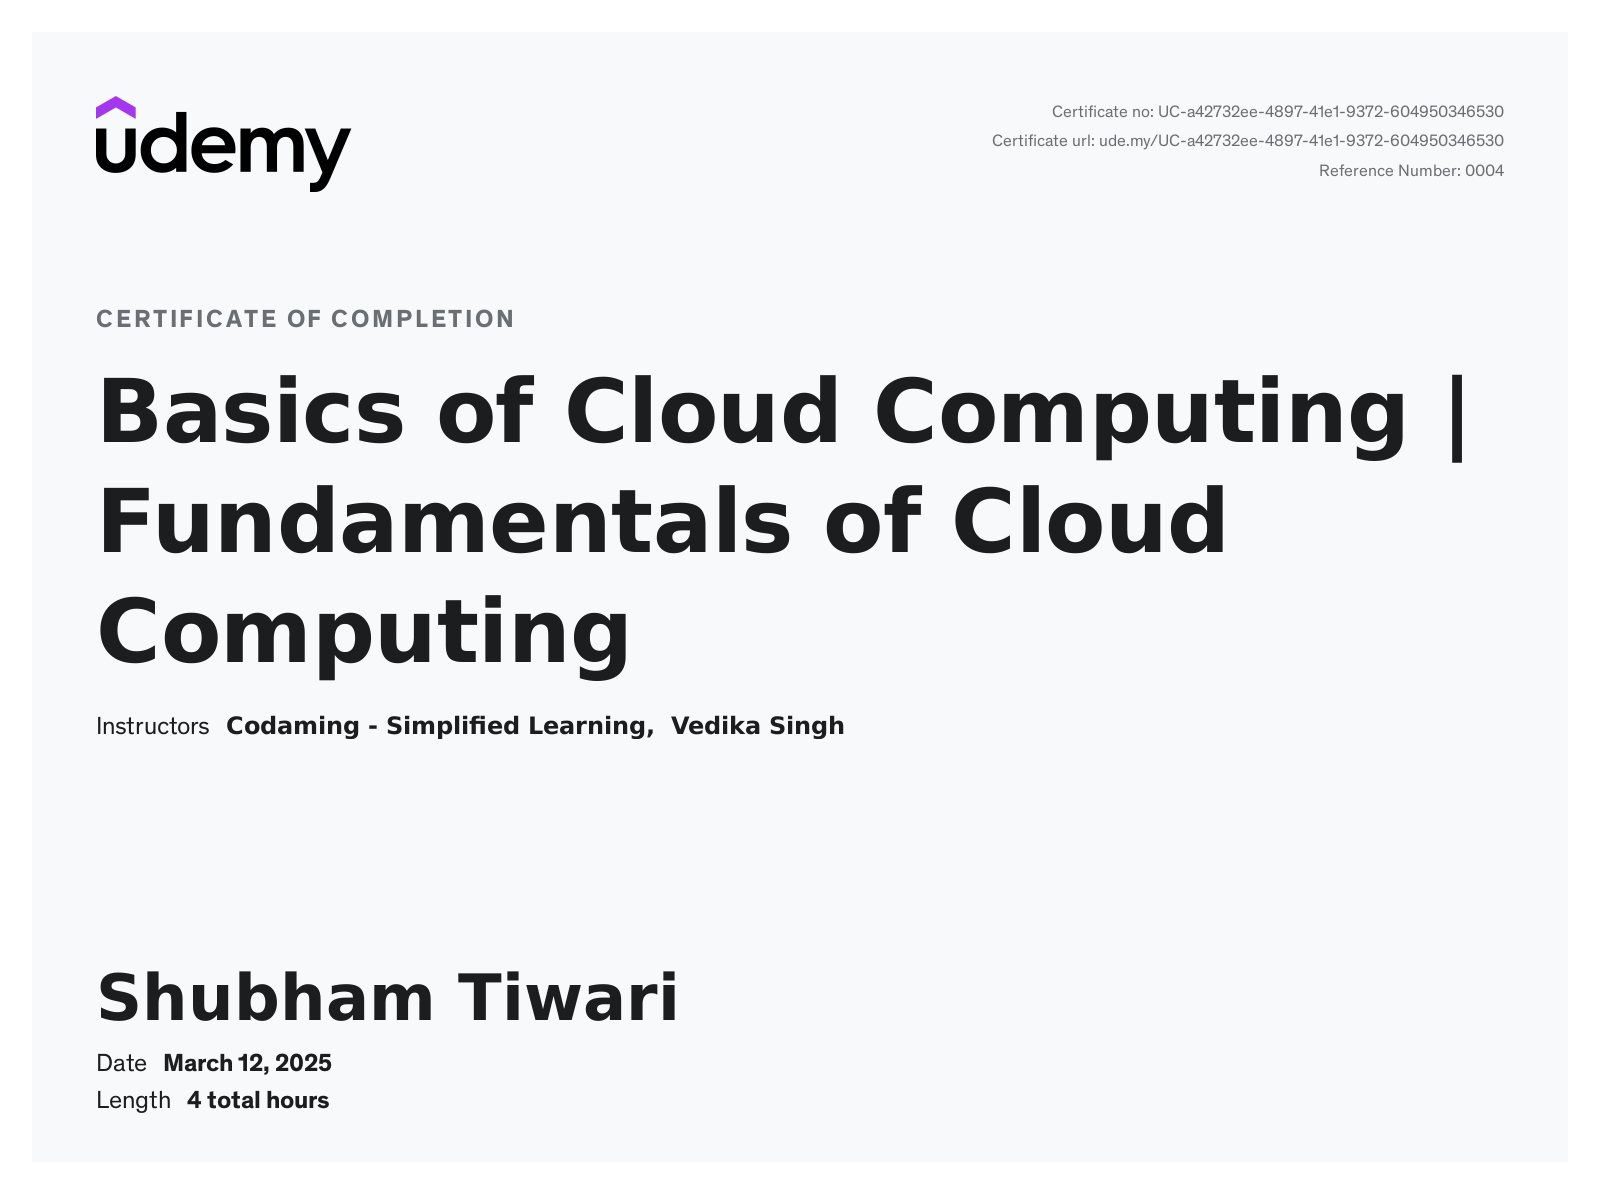 udemy
Certificate no: UC-a42732ee-4897-41e1-9372-604950346530
Certificate url: ude.my/UC-a42732ee-4897-41e1-9372-604950346530
Reference Number: 0004
CERTIFICATE OF COMPLETION
Basics of Cloud Computing |
Fundamentals of Cloud
Computing
Instructors Codaming - Simplified Learning, Vedika Singh
Shubham Tiwari
Date March 12, 2025
Length 4 total hours